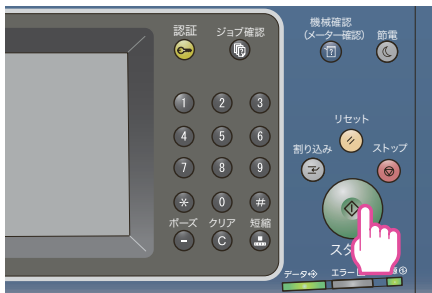 認証
ジョブ確認
機械確認
(メーター確認)
節電
1 2 3
4 5 6
7 8 9
* 0 #
ポーズ
クリア
短縮
- C
リセット
割り込み
ストップ
スタ
データ
エラー